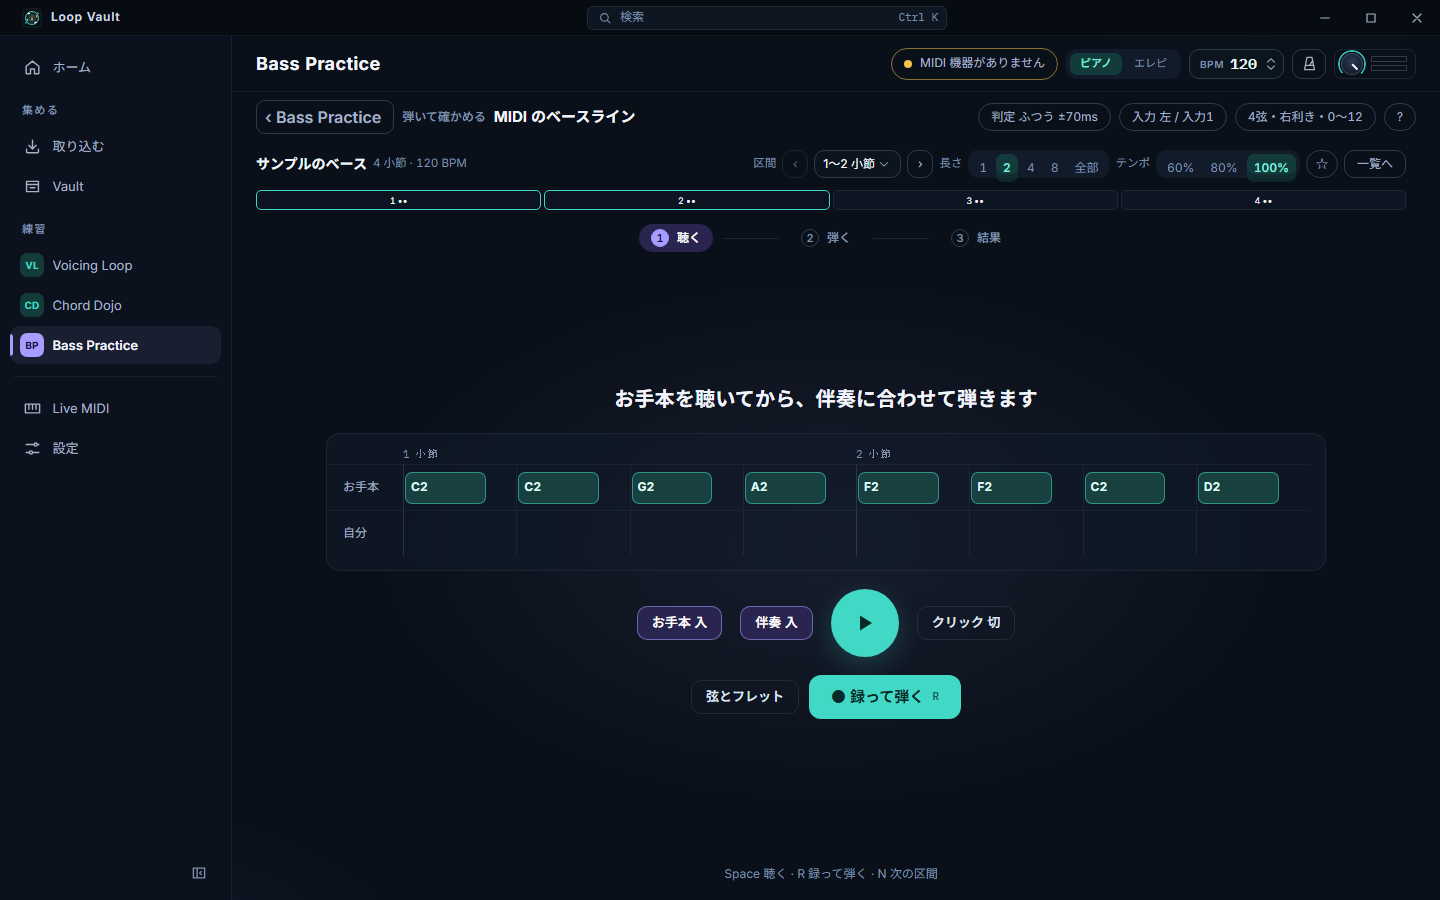 Loop Vault
検索
Ctrl K
ホーム
集める
取り込む
Vault
練習
VL Voicing Loop
CD Chord Dojo
BP Bass Practice
Live MIDI
設定
Bass Practice
MIDI 機器がありません
ピアノ エレピ
BPM 120
‹ Bass Practice 弾いて確かめる MIDI のベースライン
判定 ふつう ±70ms
入力 左 / 入力1
4弦・右利き・0〜12
?
サンプルのベース 4 小節 · 120 BPM
区間 ‹ 1〜2 小節 › 長さ 1 2 4 8 全部 テンポ 60% 80% 100% ☆ 一覧へ
1 •• 2 •• 3 •• 4 ••
1 聴く 2 弾く 3 結果
お手本を聴いてから、伴奏に合わせて弾きます
1 小節 2 小節
お手本 C2 C2 G2 A2 F2 F2 C2 D2
自分
お手本 入 伴奏 入 クリック 切
弦とフレット ● 録って弾く R
Space 聴く · R 録って弾く · N 次の区間